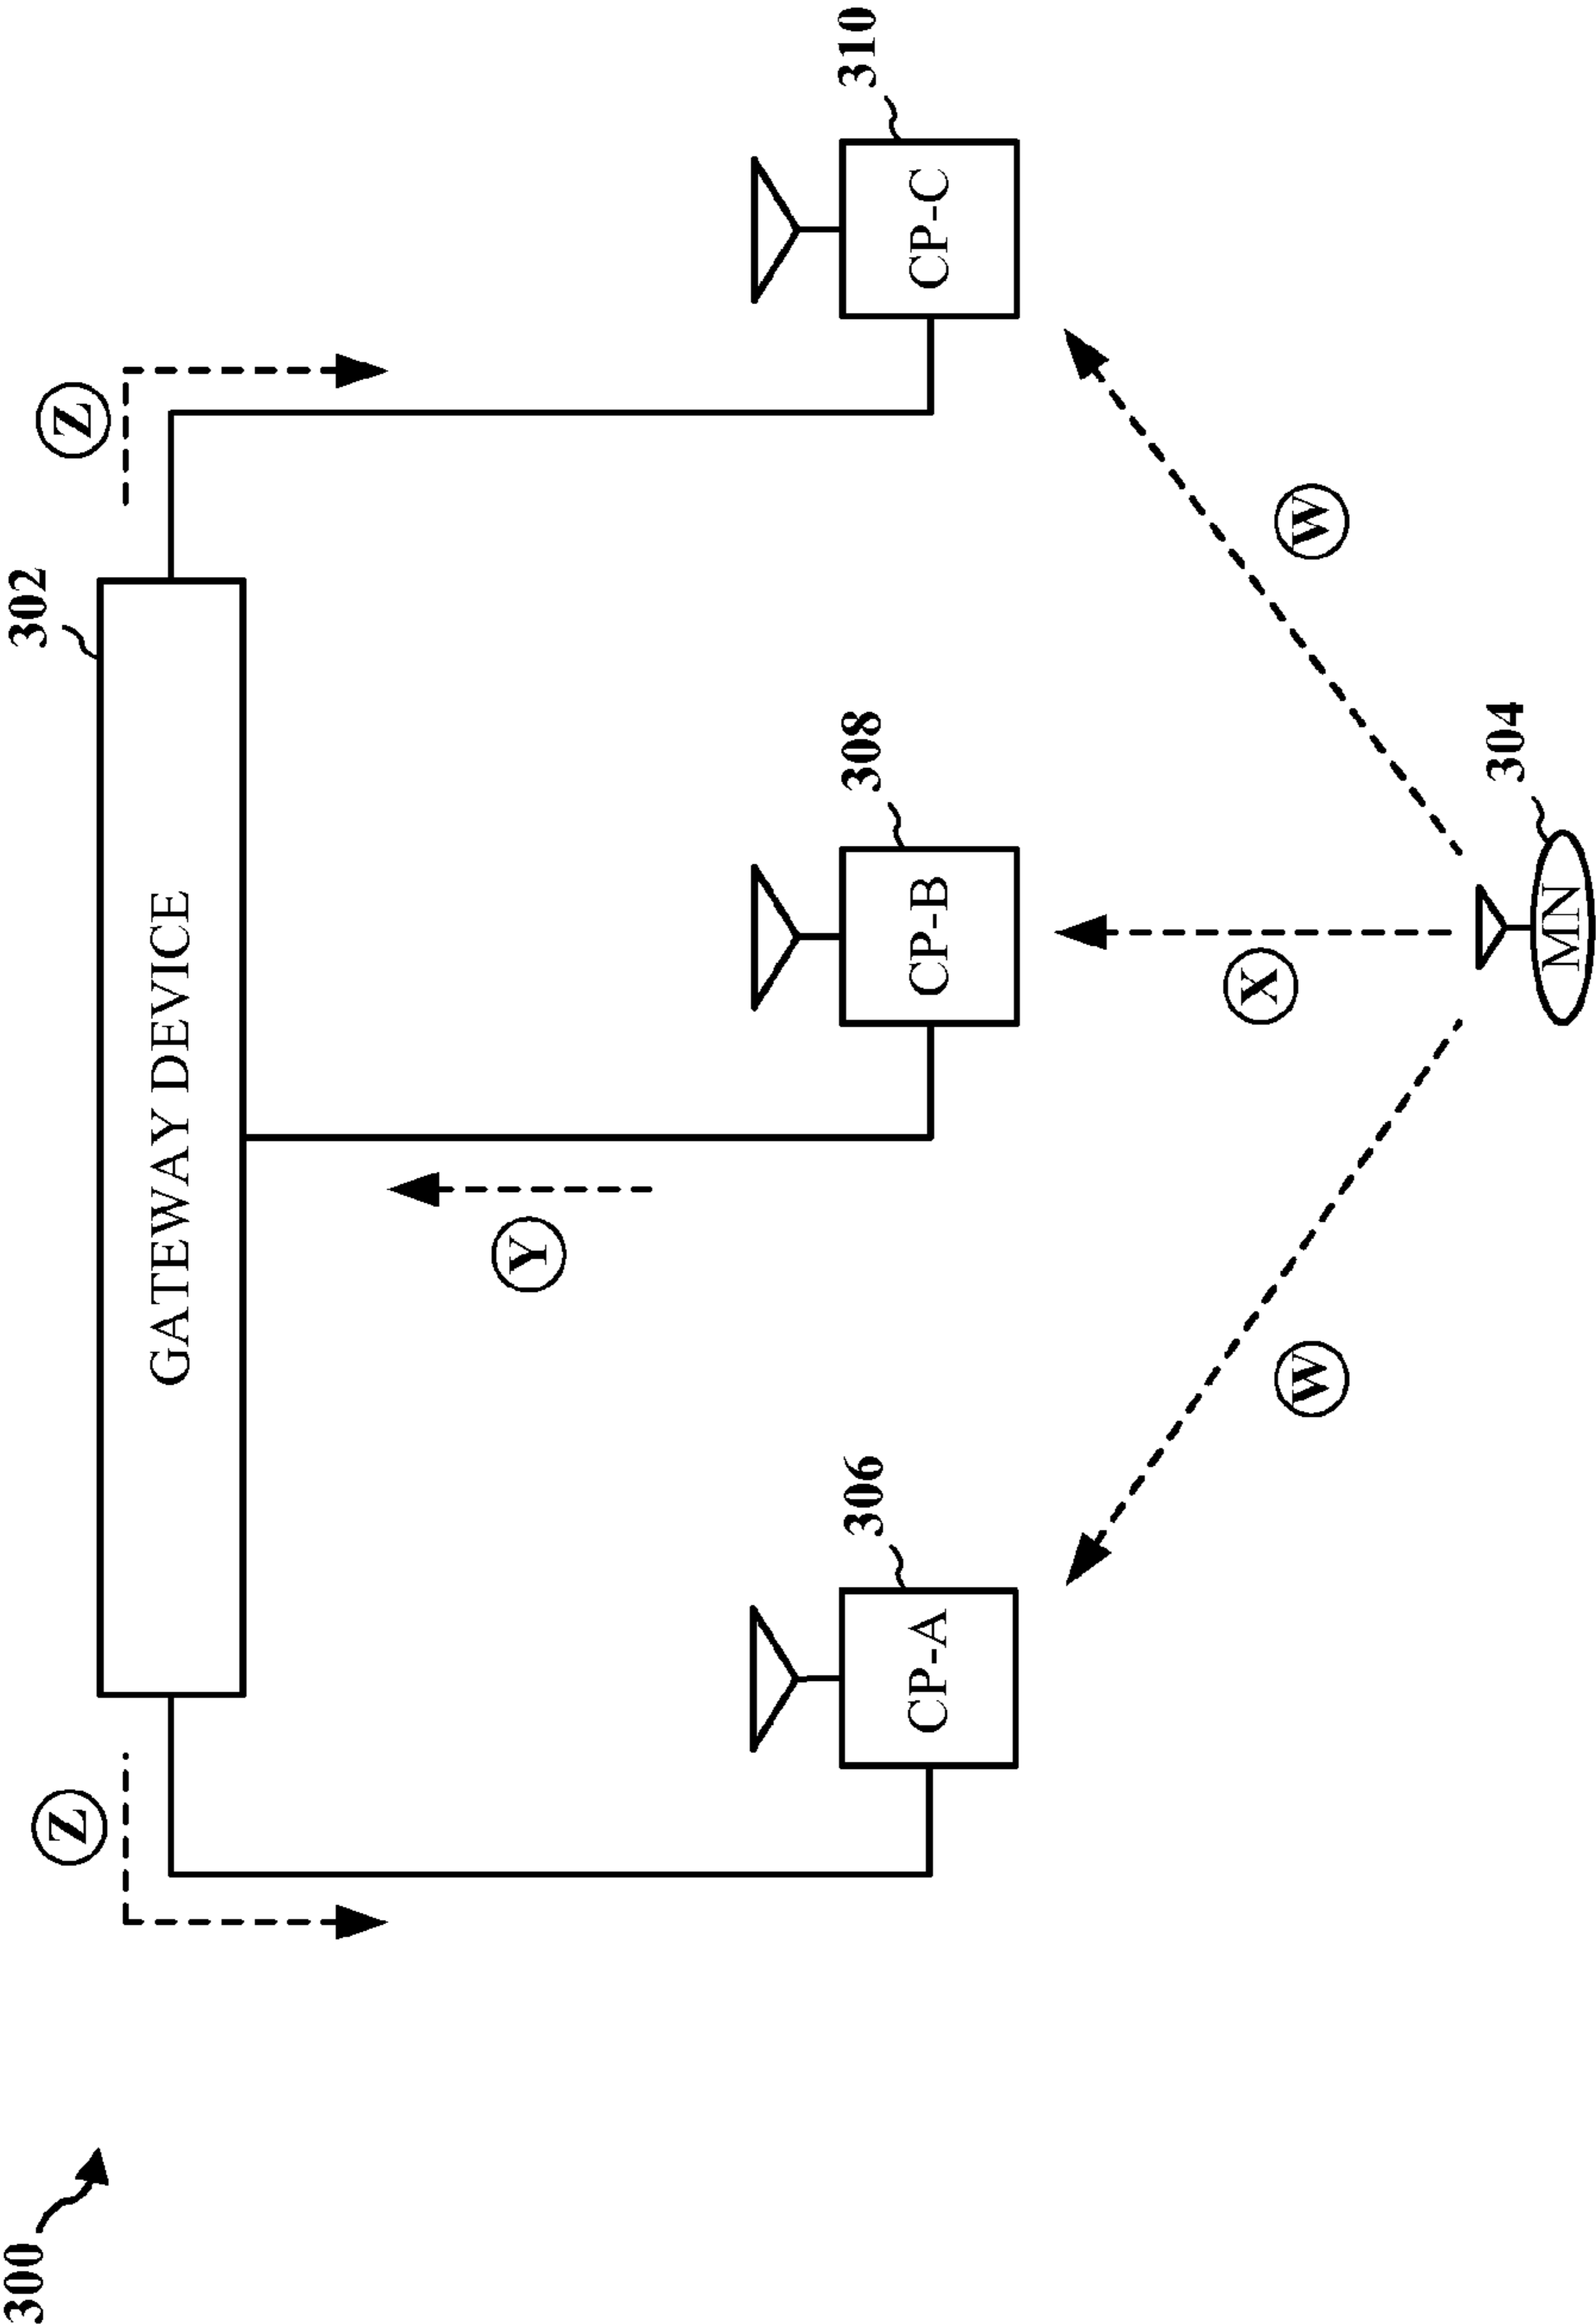 300
302
Z
Z
GATEWAY DEVICE
Y
306
308
310
CP-A
CP-B
CP-C
X
W
W
304
MN